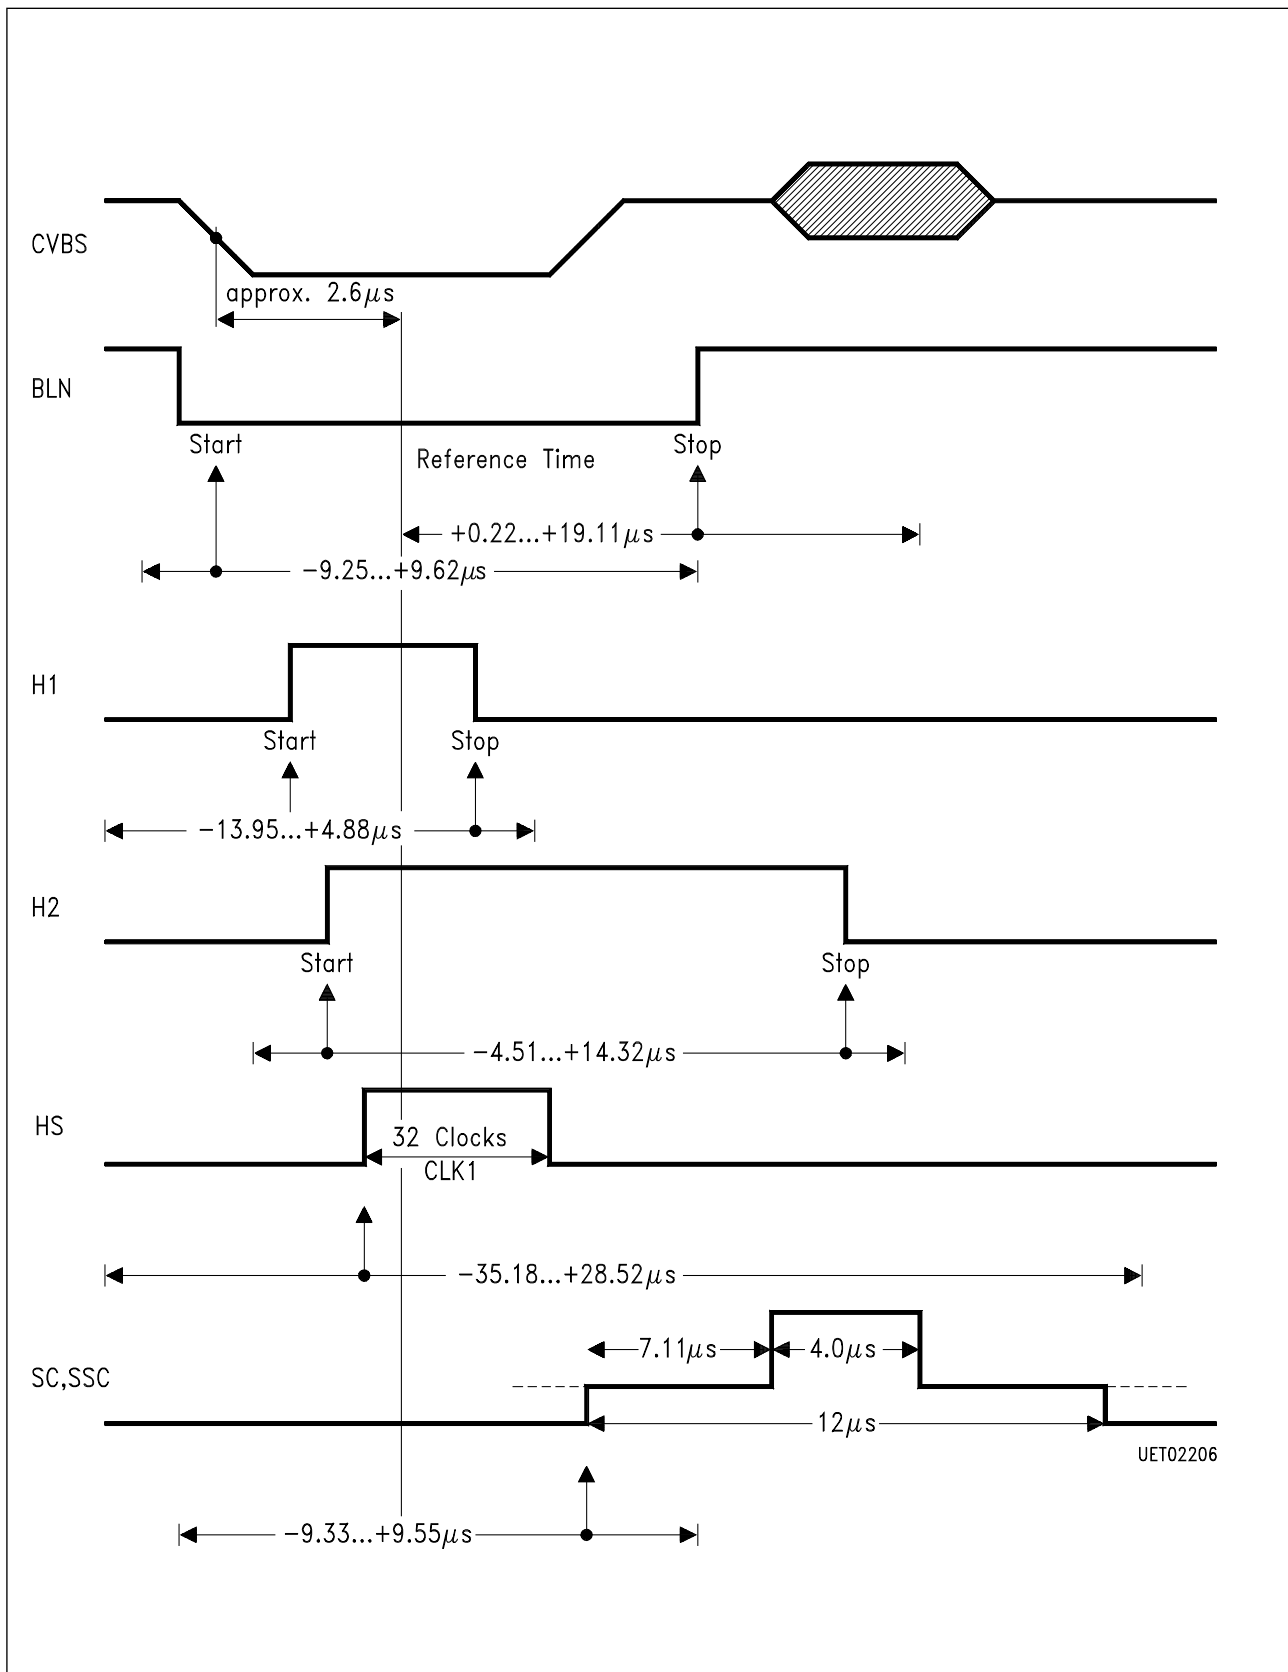 CVBS
approx. 2.6μs
BLN
Start
Reference Time
Stop
+0.22...+19.11μs
-9.25...+9.62μs
H1
Start
Stop
-13.95...+4.88μs
H2
Start
Stop
-4.51...+14.32μs
HS
32 Clocks
CLK1
-35.18...+28.52μs
7.11μs
4.0μs
SC,SSC
12μs
UET02206
-9.33...+9.55μs